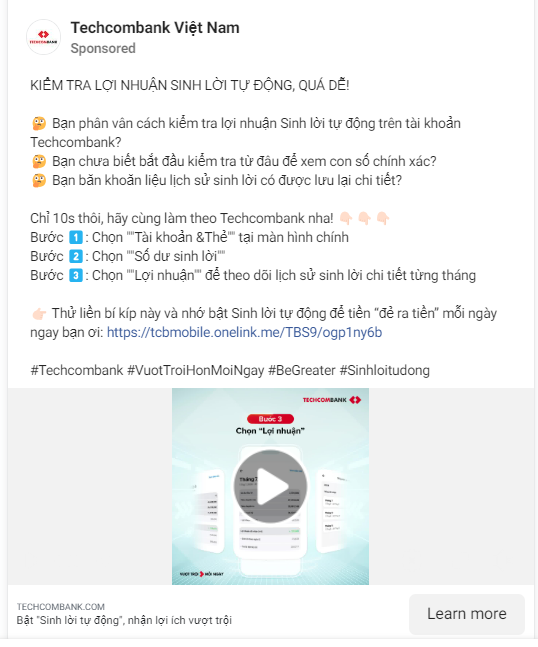 Techcombank Việt Nam
Sponsored
KIỂM TRA LỢI NHUẬN SINH LỜI TỰ ĐỘNG, QUÁ DỄ!
🤔 Bạn phân vân cách kiểm tra lợi nhuận Sinh lời tự động trên tài khoản
Techcombank?
🤔 Bạn chưa biết bắt đầu kiểm tra từ đâu để xem con số chính xác?
🤔 Bạn băn khoăn liệu lịch sử sinh lời có được lưu lại chi tiết?
Chỉ 10s thôi, hãy cùng làm theo Techcombank nha! 👇🏻👇🏻👇🏻
Bước 1️⃣: Chọn ""Tài khoản &Thẻ"" tại màn hình chính
Bước 2️⃣: Chọn ""Số dư sinh lời""
Bước 3️⃣: Chọn ""Lợi nhuận"" để theo dõi lịch sử sinh lời chi tiết từng tháng
👉🏻 Thử liền bí kíp này và nhớ bật Sinh lời tự động để tiền “đẻ ra tiền” mỗi ngày
ngay bạn ơi: https://tcbmobile.onelink.me/TBS9/ogp1ny6b
#Techcombank #VuotTroiHonMoiNgay #BeGreater #Sinhloitudong
TECHCOMBANK
Bước 3
Chọn “Lợi nhuận”
VƯỢT TRỘI MỖI NGÀY
TECHCOMBANK.COM
Bật "Sinh lời tự động", nhận lợi ích vượt trội
Learn more